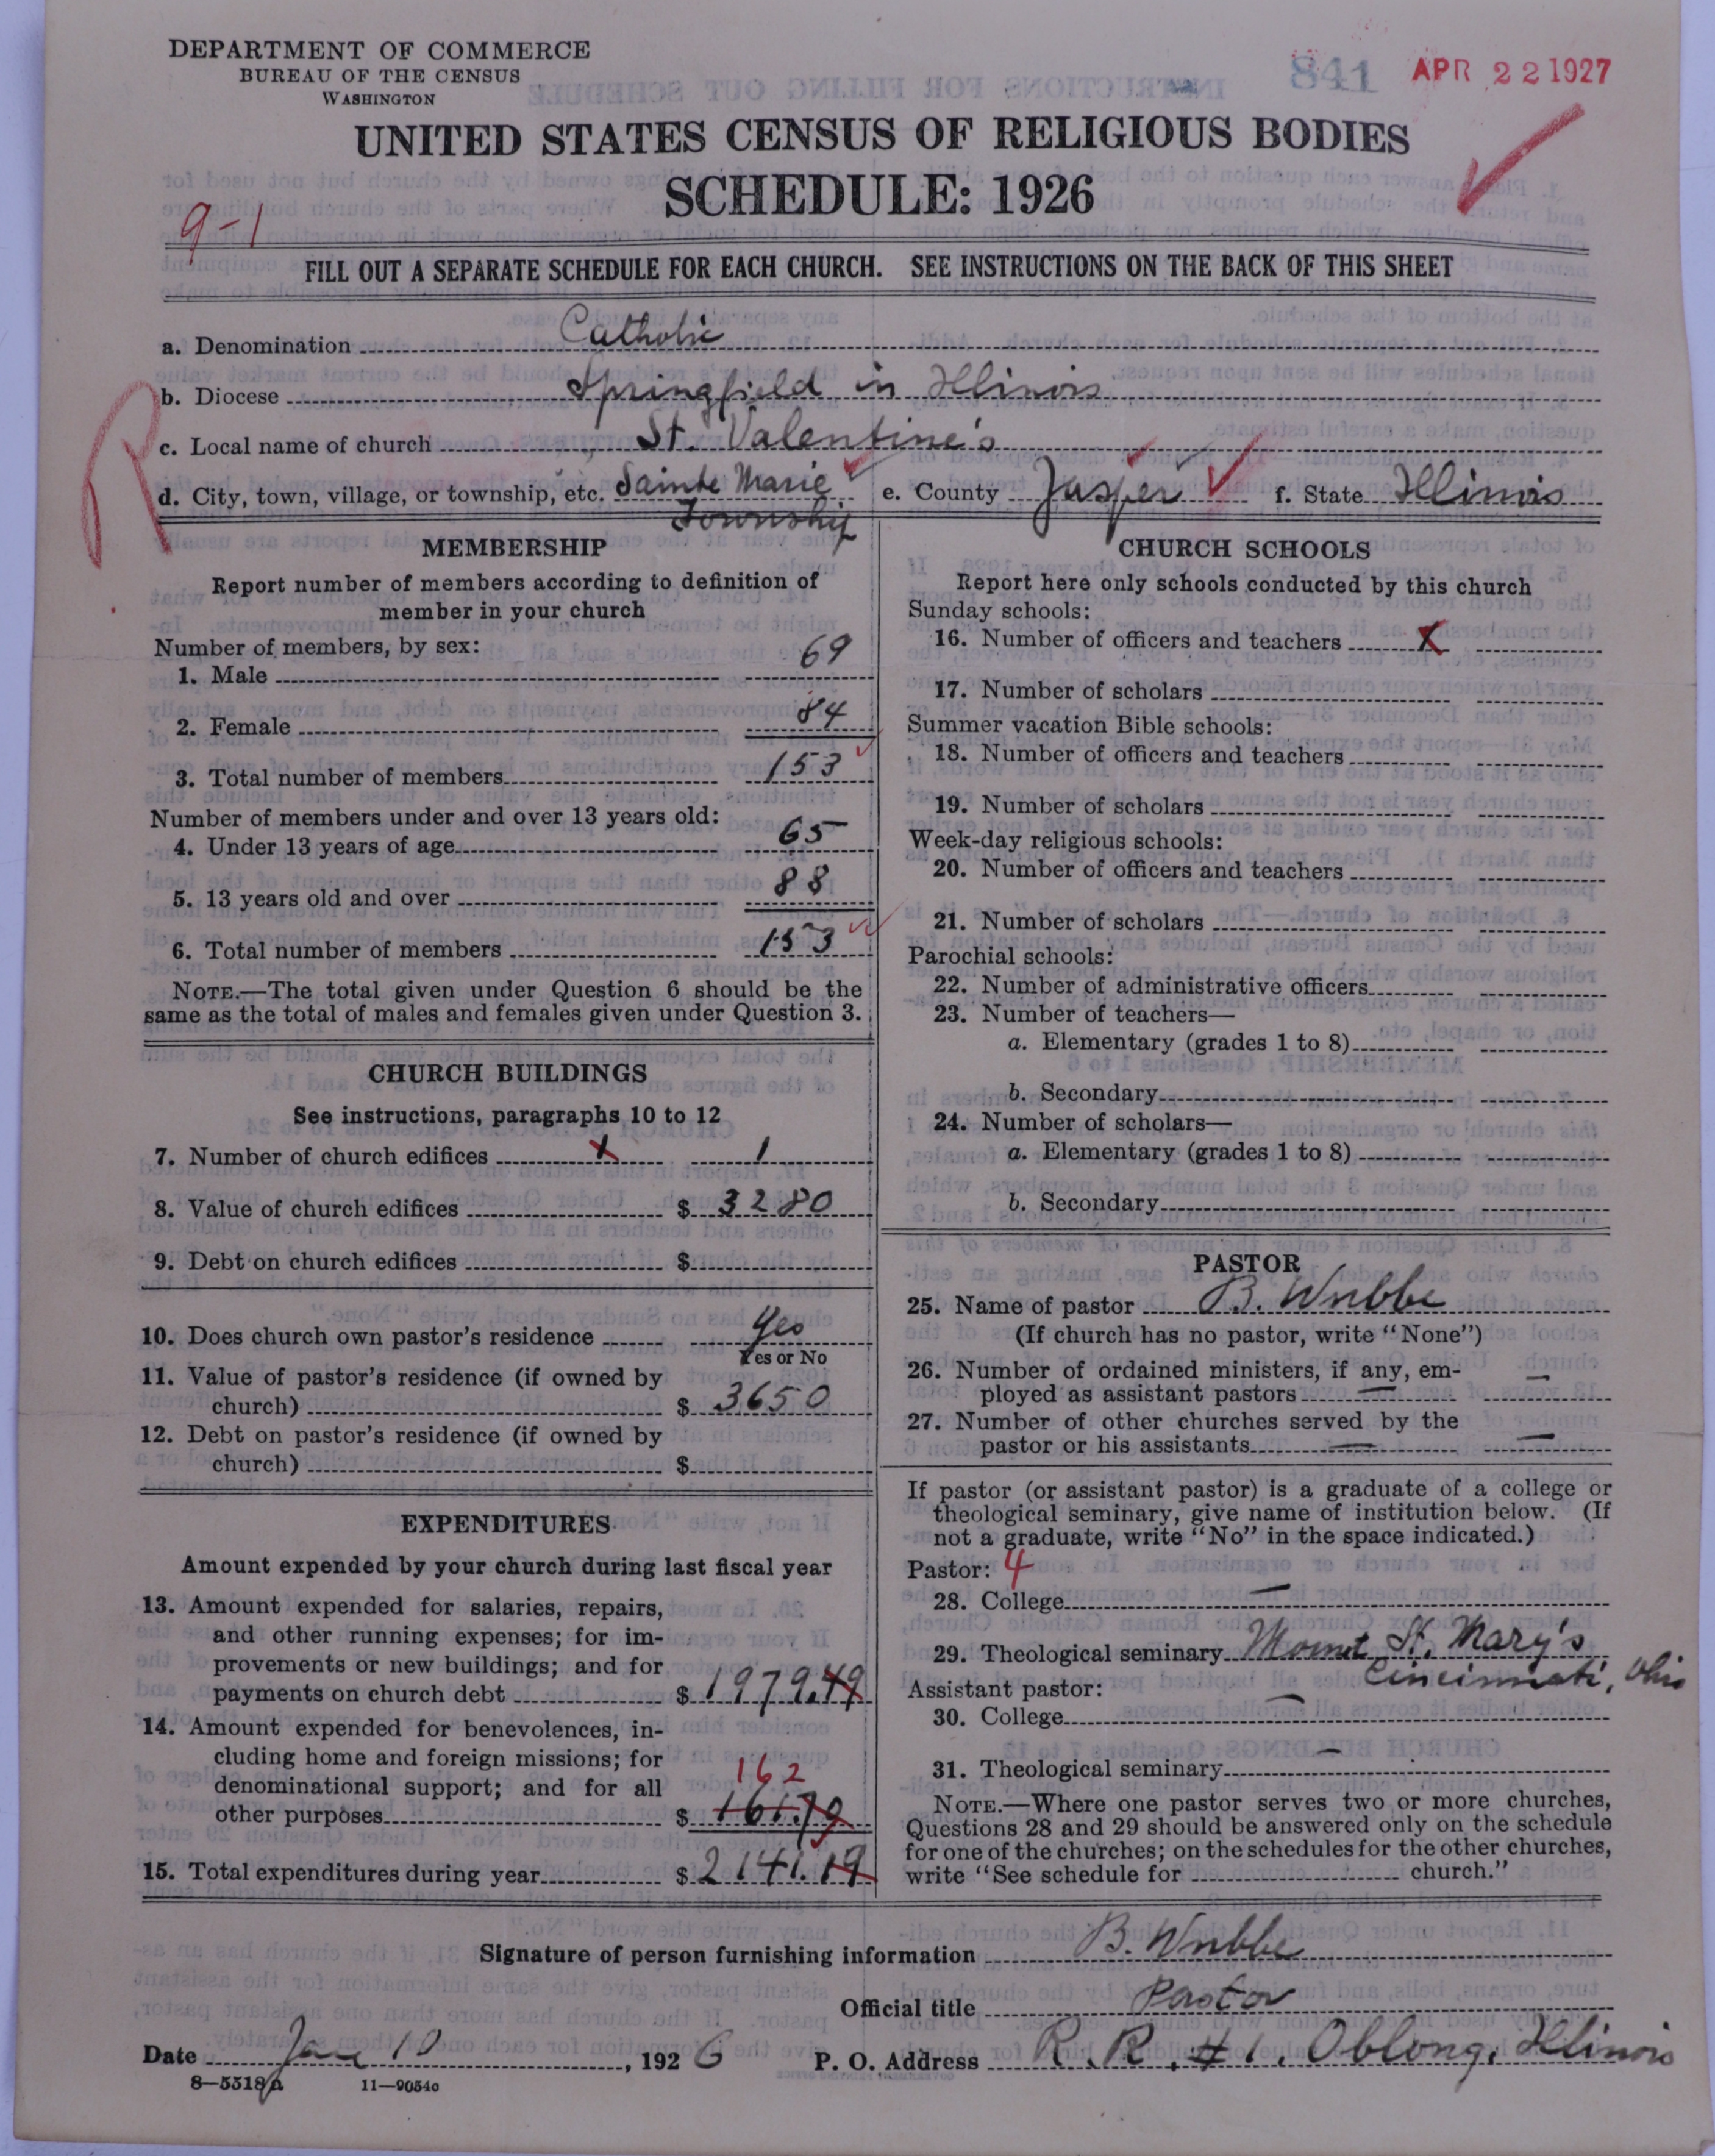 DEPARTMENT OF COMMERCE
BUREAU OF THE CENSUS
WASHINGTON
841 APR 22 1927
UNITED STATES CENSUS OF RELIGIOUS BODIES
SCHEDULE: 1926
9-1
FILL OUT A SEPARATE SCHEDULE FOR EACH CHURCH. SEE INSTRUCTIONS ON THE BACK OF THIS SHEET
a. Denomination Catholic
b. Diocese Springfield in Illinois
c. Local name of church St. Valentine's
R
d. City, town, village, or township, etc. Sainte Marie Township e. County Jasper f. State Illinois
MEMBERSHIP
Report number of members according to definition of
member in your church
Number of members, by sex:
1. Male 69
2. Female 84
3. Total number of members 153
Number of members under and over 13 years old:
4. Under 13 years of age 65
5. 13 years old and over 88
6. Total number of members 153
NOTE.—The total given under Question 6 should be the
same as the total of males and females given under Question 3.
CHURCH BUILDINGS
See instructions, paragraphs 10 to 12
7. Number of church edifices x 1
8. Value of church edifices $ 3280
9. Debt on church edifices $
10. Does church own pastor's residence Yes
Yes or No
11. Value of pastor's residence (if owned by
church) $ 3650
12. Debt on pastor's residence (if owned by
church) $
EXPENDITURES
Amount expended by your church during last fiscal year
13. Amount expended for salaries, repairs,
and other running expenses; for im-
provements or new buildings; and for
payments on church debt $ 1979.49
14. Amount expended for benevolences, in-
cluding home and foreign missions; for
denominational support; and for all 162
other purposes $ 161.79
15. Total expenditures during year $ 2141.19
CHURCH SCHOOLS
Report here only schools conducted by this church
Sunday schools:
16. Number of officers and teachers x
17. Number of scholars
Summer vacation Bible schools:
18. Number of officers and teachers
19. Number of scholars
Week-day religious schools:
20. Number of officers and teachers
21. Number of scholars
Parochial schools:
22. Number of administrative officers
23. Number of teachers—
a. Elementary (grades 1 to 8)
b. Secondary
24. Number of scholars—
a. Elementary (grades 1 to 8)
b. Secondary
PASTOR
25. Name of pastor B. Wubbe
(If church has no pastor, write "None")
26. Number of ordained ministers, if any, em-
ployed as assistant pastors — —
27. Number of other churches served by the
pastor or his assistants — —
If pastor (or assistant pastor) is a graduate of a college or
theological seminary, give name of institution below. (If
not a graduate, write "No" in the space indicated.)
Pastor: 4
28. College —
29. Theological seminary Mount St. Mary's
Cincinnati, Ohio
Assistant pastor:
30. College —
31. Theological seminary —
NOTE.—Where one pastor serves two or more churches,
Questions 28 and 29 should be answered only on the schedule
for one of the churches; on the schedules for the other churches,
write "See schedule for church."
Signature of person furnishing information B. Wubbe
Official title Pastor
Date Jan 10, 1926 P. O. Address R. R. #1. Oblong, Illinois
8—5518a 11—9054o